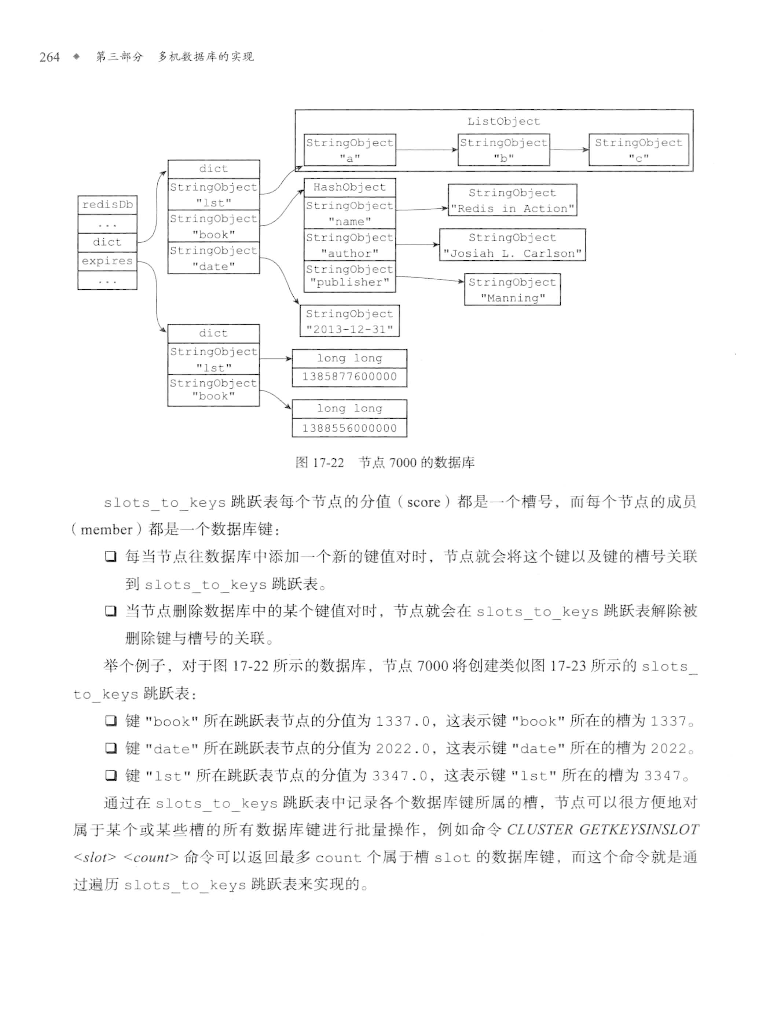 264 ◆ 第三部分 多机数据库的实现
ListObject
StringObject
"a"
StringObject
"b"
StringObject
"c"
redisDb
...
dict
expires
...
dict
StringObject
"lst"
StringObject
"book"
StringObject
"date"
HashObject
StringObject
"name"
StringObject
"author"
StringObject
"publisher"
StringObject
"Redis in Action"
StringObject
"Josiah L. Carlson"
StringObject
"Manning"
StringObject
"2013-12-31"
dict
StringObject
"lst"
StringObject
"book"
long long
1385877600000
long long
1388556000000
图 17-22 节点 7000 的数据库
slots_to_keys 跳跃表每个节点的分值（score）都是一个槽号，而每个节点的成员
（member）都是一个数据库键：
❑ 每当节点往数据库中添加一个新的键值对时，节点就会将这个键以及键的槽号关联
到 slots_to_keys 跳跃表。
❑ 当节点删除数据库中的某个键值对时，节点就会在 slots_to_keys 跳跃表解除被
删除键与槽号的关联。
举个例子，对于图 17-22 所示的数据库，节点 7000 将创建类似图 17-23 所示的 slots_
to_keys 跳跃表：
❑ 键 "book" 所在跳跃表节点的分值为 1337.0，这表示键 "book" 所在的槽为 1337。
❑ 键 "date" 所在跳跃表节点的分值为 2022.0，这表示键 "date" 所在的槽为 2022。
❑ 键 "lst" 所在跳跃表节点的分值为 3347.0，这表示键 "lst" 所在的槽为 3347。
通过在 slots_to_keys 跳跃表中记录各个数据库键所属的槽，节点可以很方便地对
属于某个或某些槽的所有数据库键进行批量操作，例如命令 CLUSTER GETKEYSINSLOT
<slot> <count> 命令可以返回最多 count 个属于槽 slot 的数据库键，而这个命令就是通
过遍历 slots_to_keys 跳跃表来实现的。